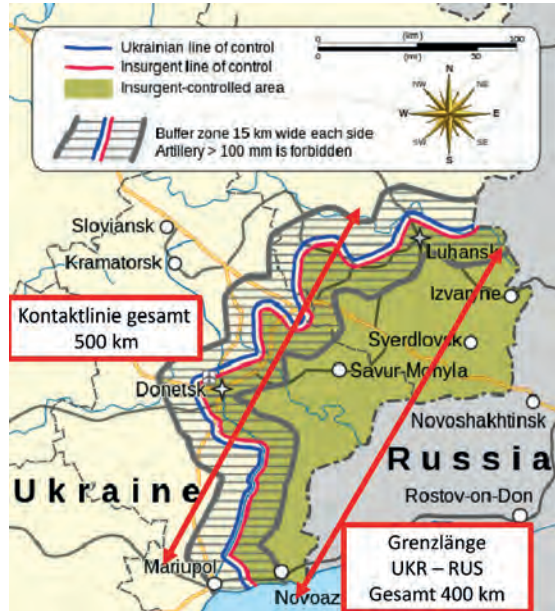 (km)
0 100
Ukrainian line of control
Insurgent line of control
0 (mi) 50
Insurgent-controlled area
N
NW NE
W E
SW SE
S
Buffer zone 15 km wide each side
Artillery > 100 mm is forbidden
Sloviansk
Kramatorsk
Luhansk
Izvaryne
Kontaktlinie gesamt
500 km
Sverdlovsk
Savur-Mohyla
Donetsk
Novoshakhtinsk
Russia
Ukraine
Rostov-on-Don
Grenzlänge
UKR – RUS
Gesamt 400 km
Mariupol
Novoaz